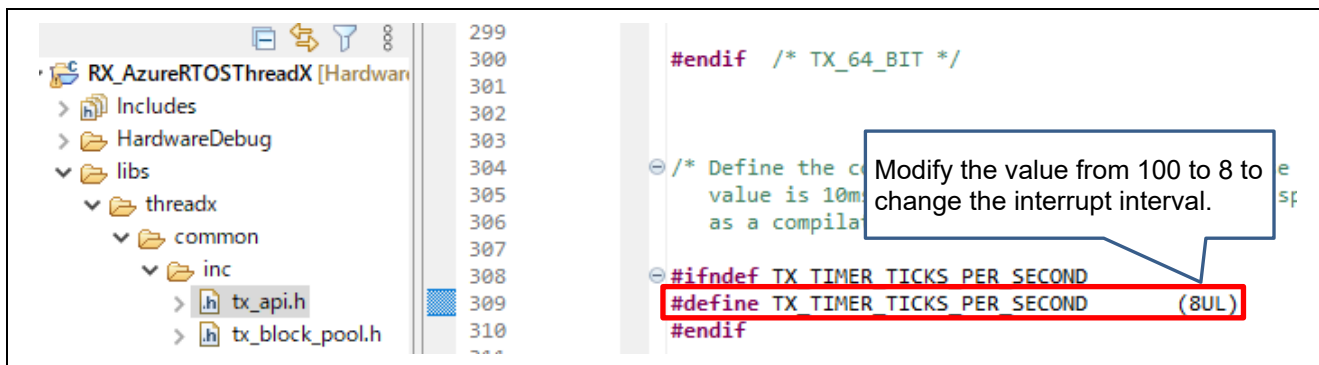 RX_AzureRTOSThreadX [Hardware
Includes
HardwareDebug
libs
threadx
common
inc
tx_api.h
tx_block_pool.h
299
300 #endif /* TX_64_BIT */
301
302
303
304 /* Define the c
305 value is 10ms
306 as a compila
307
308 #ifndef TX_TIMER_TICKS_PER_SECOND
309 #define TX_TIMER_TICKS_PER_SECOND (8UL)
310 #endif
Modify the value from 100 to 8 to
change the interrupt interval.